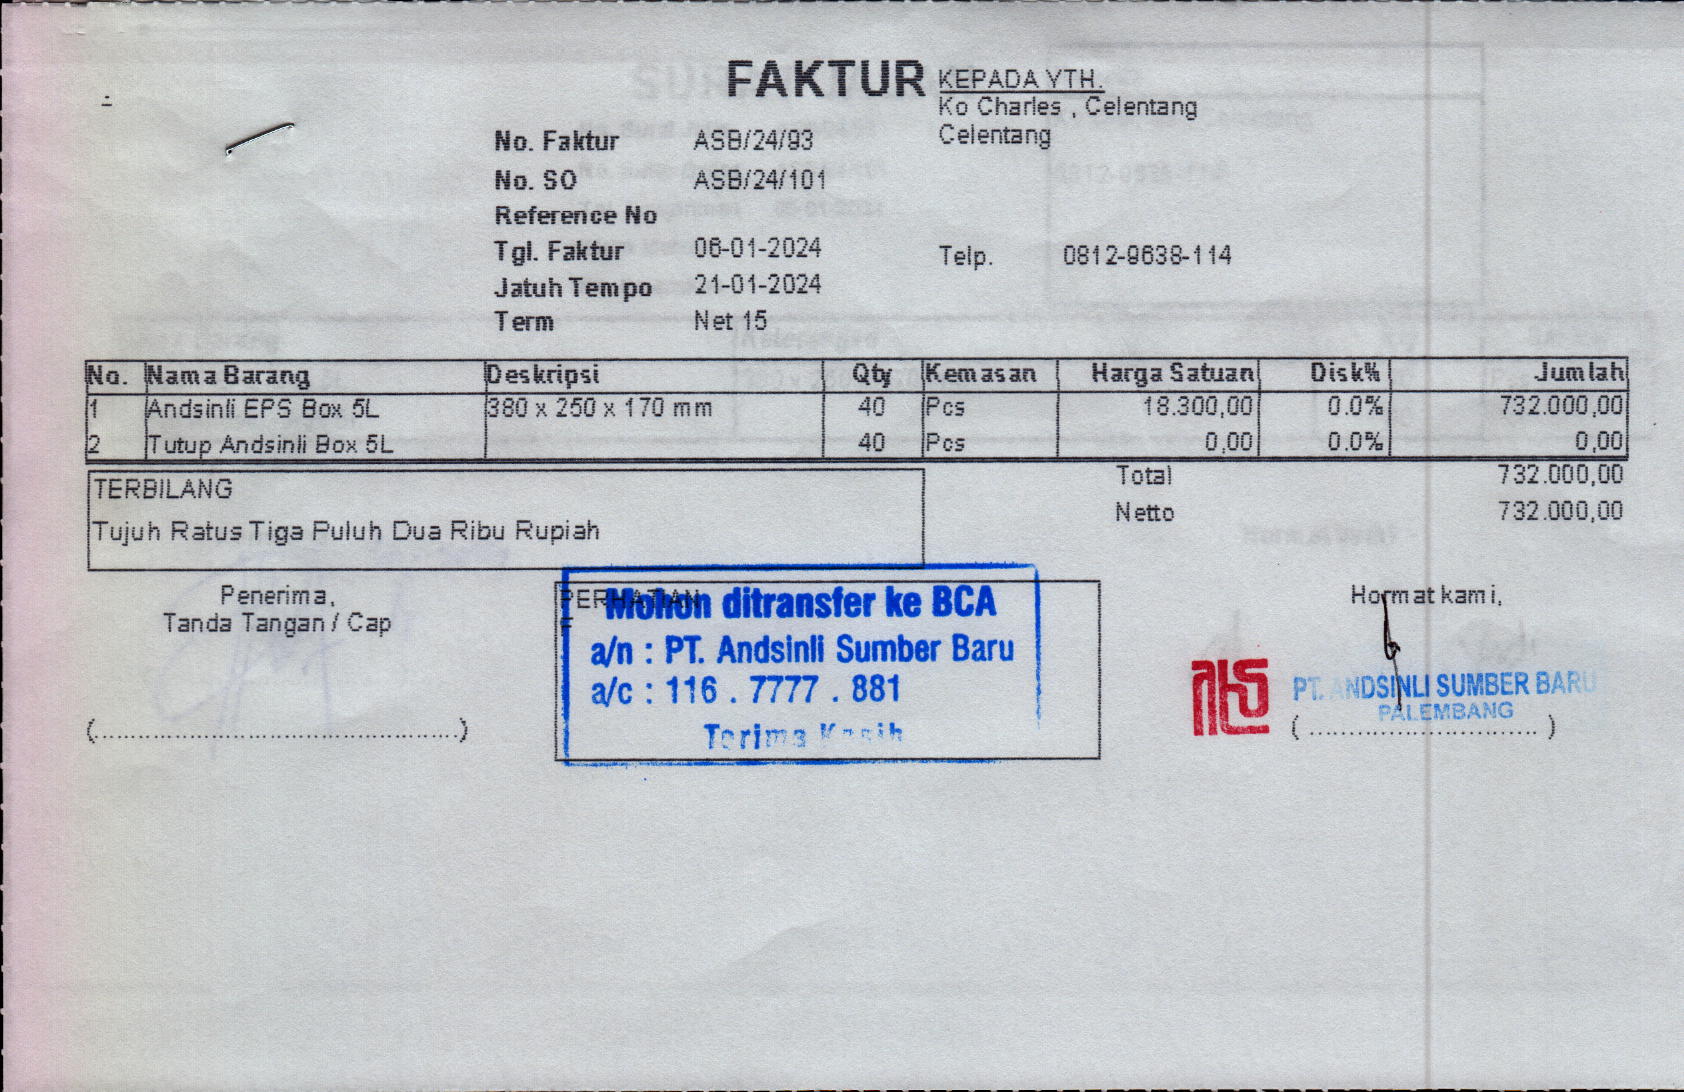 FAKTUR
KEPADA YTH.
Ko Charles , Celentang
Celentang
No. Faktur ASB/24/93
No. SO ASB/24/101
Reference No
Tgl. Faktur 06-01-2024
Telp. 0812-9638-114
Jatuh Tempo 21-01-2024
Term Net 15
No. Nama Barang Deskripsi Qty Kemasan Harga Satuan Disk% Jumlah
1 Andsinli EPS Box 5L 380 x 250 x 170 mm 40 Pcs 18.300,00 0.0% 732.000,00
2 Tutup Andsinli Box 5L 40 Pcs 0,00 0.0% 0,00
Total 732.000,00
Netto 732.000,00
TERBILANG
Tujuh Ratus Tiga Puluh Dua Ribu Rupiah
Penerima,
Tanda Tangan / Cap
(..............................................)
PERHATIAN
Mohon ditransfer ke BCA
a/n : PT. Andsinli Sumber Baru
a/c : 116 . 7777 . 881
Terima Kasih
Hormat kami,
PT. ANDSINLI SUMBER BARU
PALEMBANG
( ............................. )